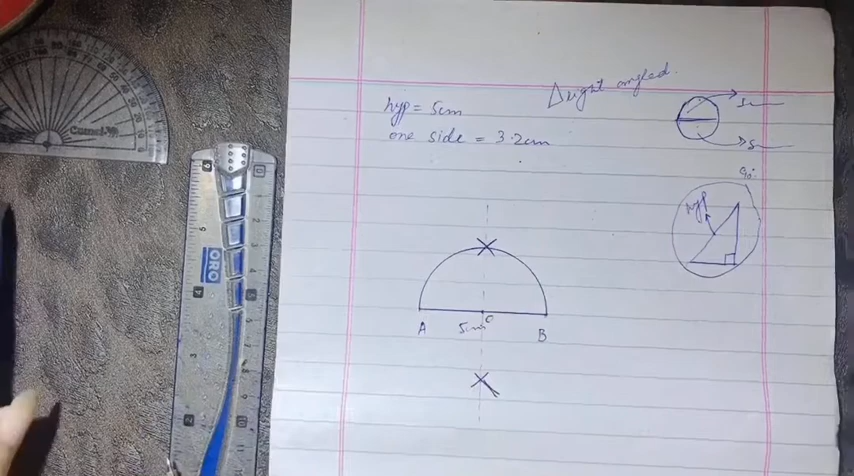 △ right angled.
hyp = 5cm
one side = 3.2cm
90°
hyp
A
5cm
O
B
ORO
Camel